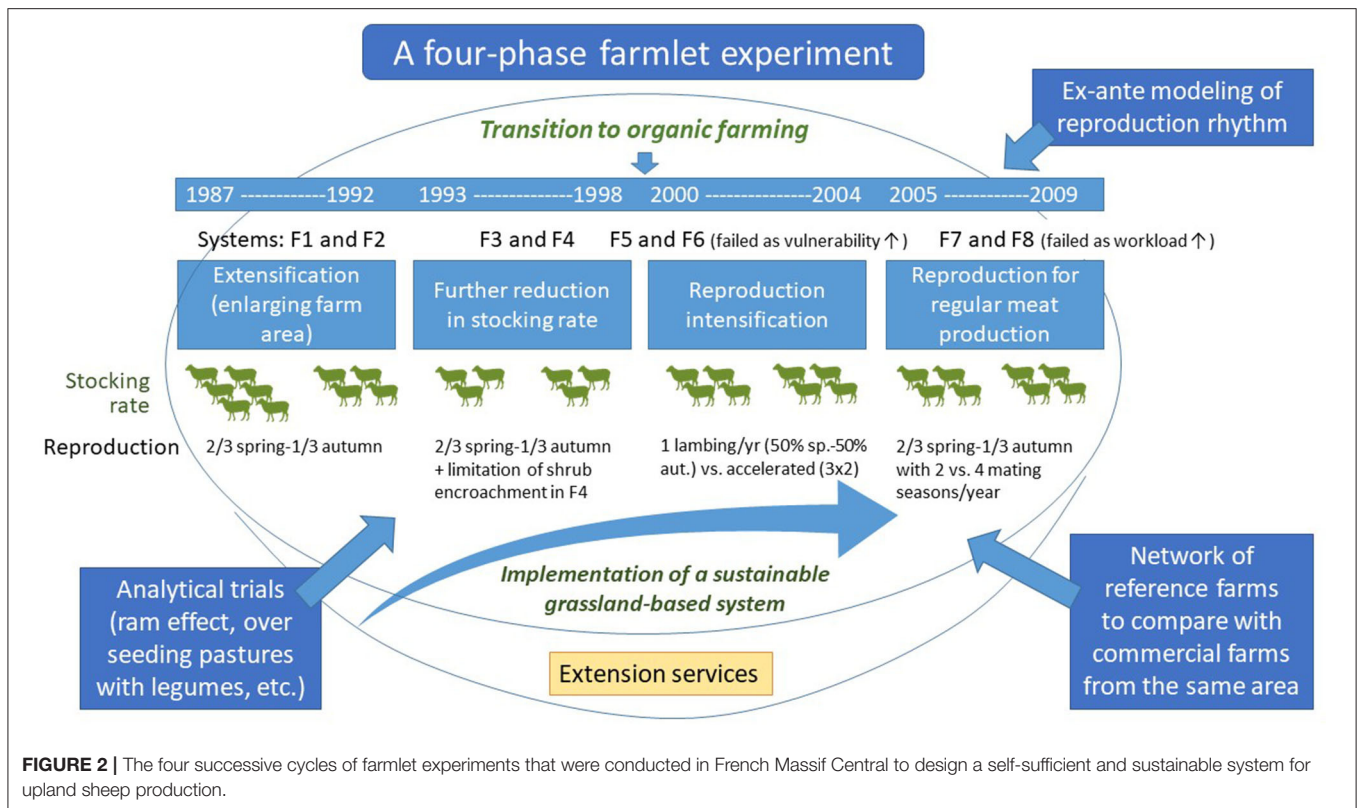 A four-phase farmlet experiment
Ex-ante modeling of
reproduction rhythm
Transition to organic farming
1987 ------------1992 1993 --------------1998 2000 ---------------2004 2005 ------------2009
Systems: F1 and F2 F3 and F4 F5 and F6 (failed as vulnerability ↑) F7 and F8 (failed as workload ↑)
Extensification
(enlarging farm
area)
Further reduction
in stocking rate
Reproduction
intensification
Reproduction for
regular meat
production
Stocking
rate
Reproduction
2/3 spring-1/3 autumn
2/3 spring-1/3 autumn
+ limitation of shrub
encroachment in F4
1 lambing/yr (50% sp.-50%
aut.) vs. accelerated (3x2)
2/3 spring-1/3 autumn
with 2 vs. 4 mating
seasons/year
Analytical trials
(ram effect, over
seeding pastures
with legumes, etc.)
Implementation of a sustainable
grassland-based system
Extension services
Network of
reference farms
to compare with
commercial farms
from the same area
FIGURE 2 | The four successive cycles of farmlet experiments that were conducted in French Massif Central to design a self-sufficient and sustainable system for
upland sheep production.